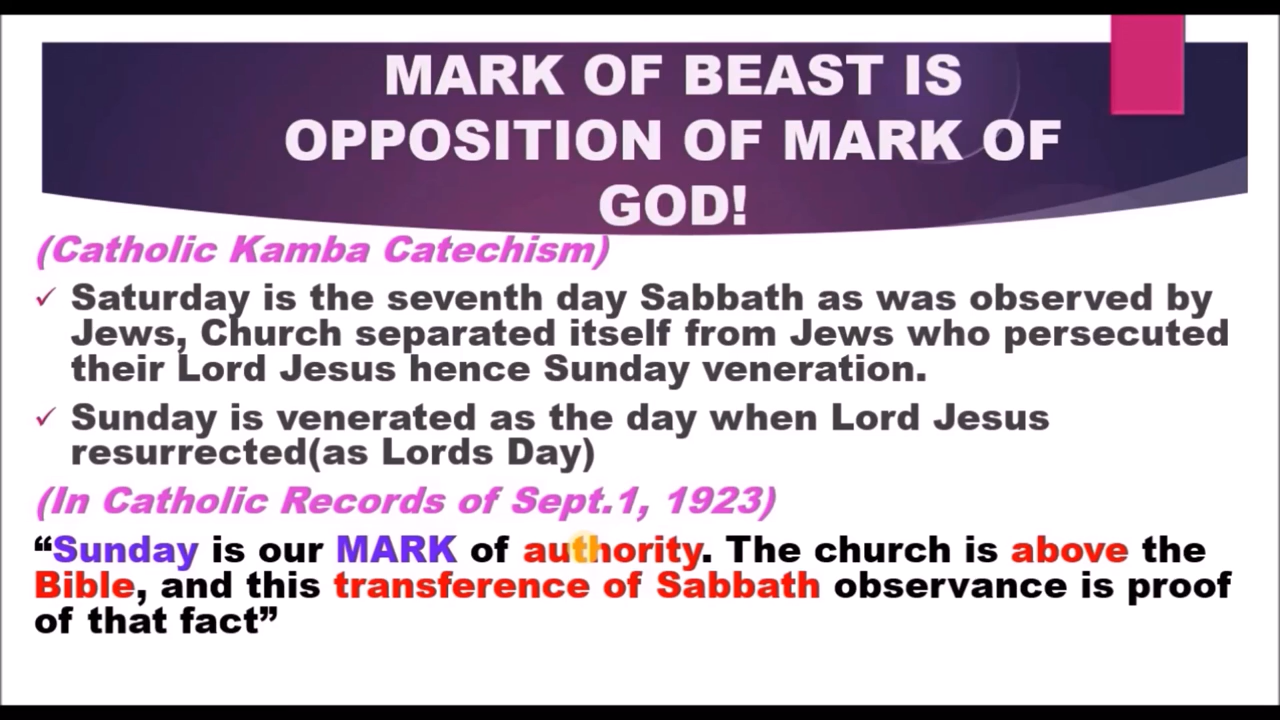 MARK OF BEAST IS
OPPOSITION OF MARK OF
GOD!
(Catholic Kamba Catechism)
✓ Saturday is the seventh day Sabbath as was observed by
Jews, Church separated itself from Jews who persecuted
their Lord Jesus hence Sunday veneration.
✓ Sunday is venerated as the day when Lord Jesus
resurrected(as Lords Day)
(In Catholic Records of Sept.1, 1923)
“Sunday is our MARK of authority. The church is above the
Bible, and this transference of Sabbath observance is proof
of that fact”